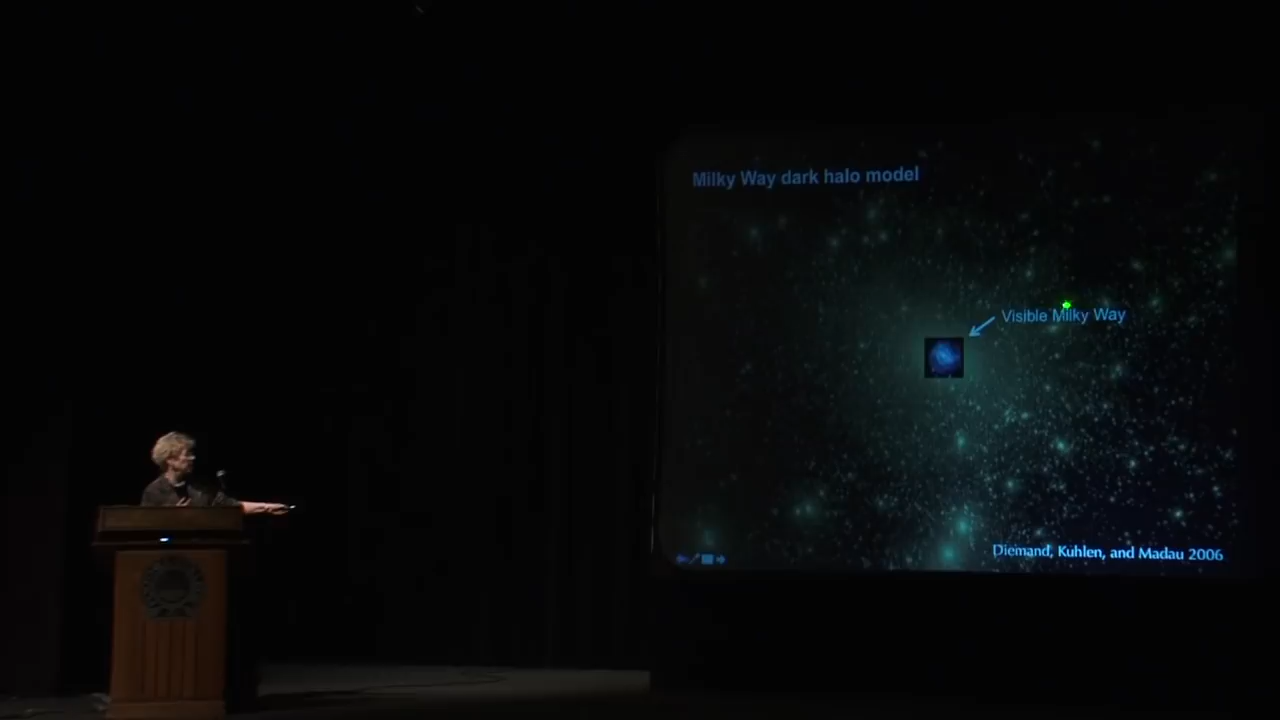 Milky Way dark halo model
Visible Milky Way
Diemand, Kuhlen, and Madau 2006